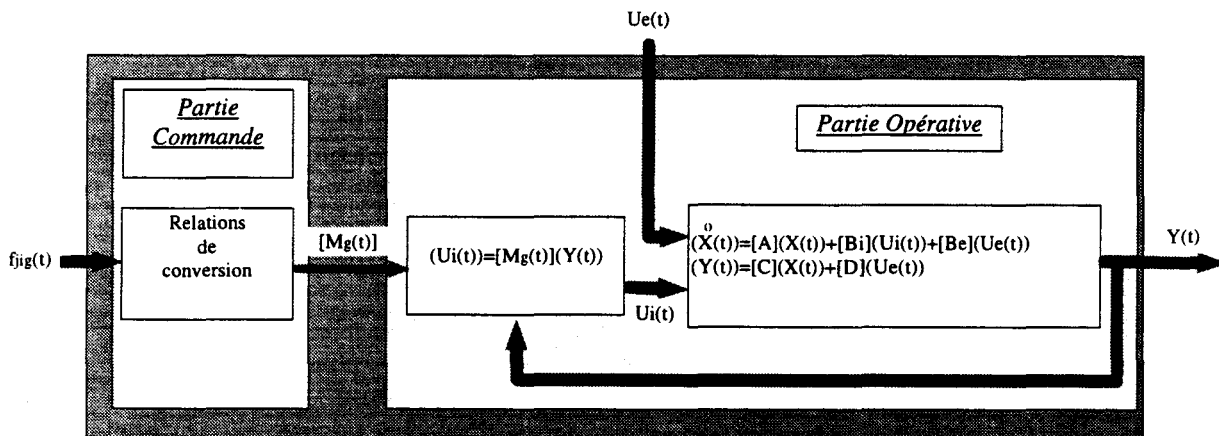 Ue(t)
Partie
Commande
Partie Opérative
Relations
de
conversion
fjig(t)
[Mg(t)]
(Ui(t))=[Mg(t)](Y(t))
Ui(t)
o
(X(t))=[A](X(t))+[Bi](Ui(t))+[Be](Ue(t))
(Y(t))=[C](X(t))+[D](Ue(t))
Y(t)